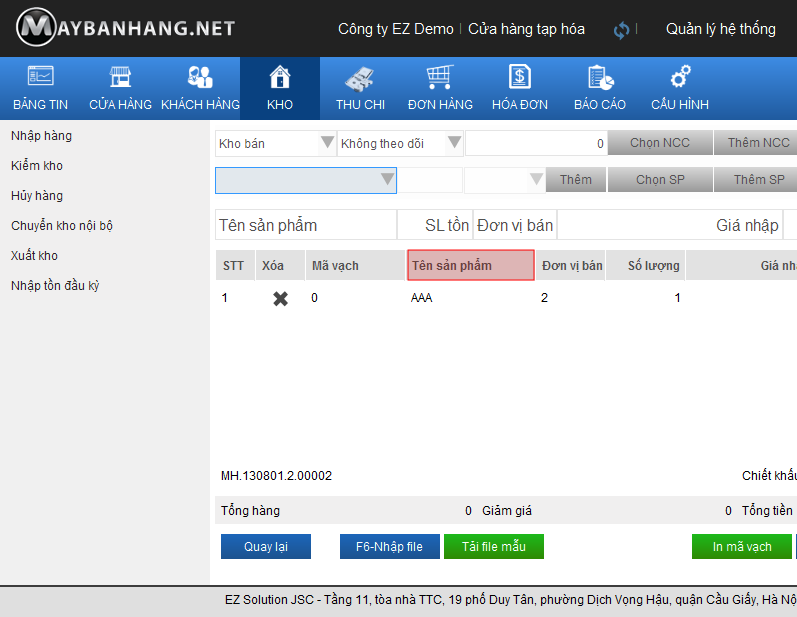 MAYBANHANG.NET
Công ty EZ Demo | Cửa hàng tạp hóa | Quản lý hệ thống
BẢNG TIN CỬA HÀNG KHÁCH HÀNG KHO THU CHI ĐƠN HÀNG HÓA ĐƠN BÁO CÁO CẤU HÌNH
Nhập hàng
Kiểm kho
Hủy hàng
Chuyển kho nội bộ
Xuất kho
Nhập tồn đầu kỳ
Kho bán Không theo dõi 0 Chọn NCC Thêm NCC
Thêm Chọn SP Thêm SP
Tên sản phẩm SL tồn Đơn vị bán Giá nhập
STT Xóa Mã vạch Tên sản phẩm Đơn vị bán Số lượng Giá nh
1 0 AAA 2 1
MH.130801.2.00002 Chiết khấu
Tổng hàng 0 Giảm giá 0 Tổng tiền
Quay lại F6-Nhập file Tải file mẫu In mã vạch
EZ Solution JSC - Tầng 11, tòa nhà TTC, 19 phố Duy Tân, phường Dịch Vọng Hậu, quận Cầu Giấy, Hà Nộ